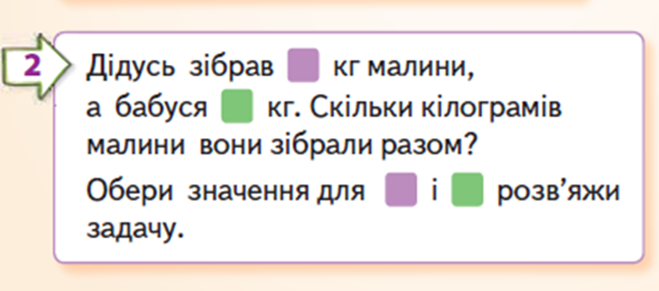 2
Дідусь зібрав кг малини,
а бабуся кг. Скільки кілограмів
малини вони зібрали разом?
Обери значення для і розв’яжи
задачу.